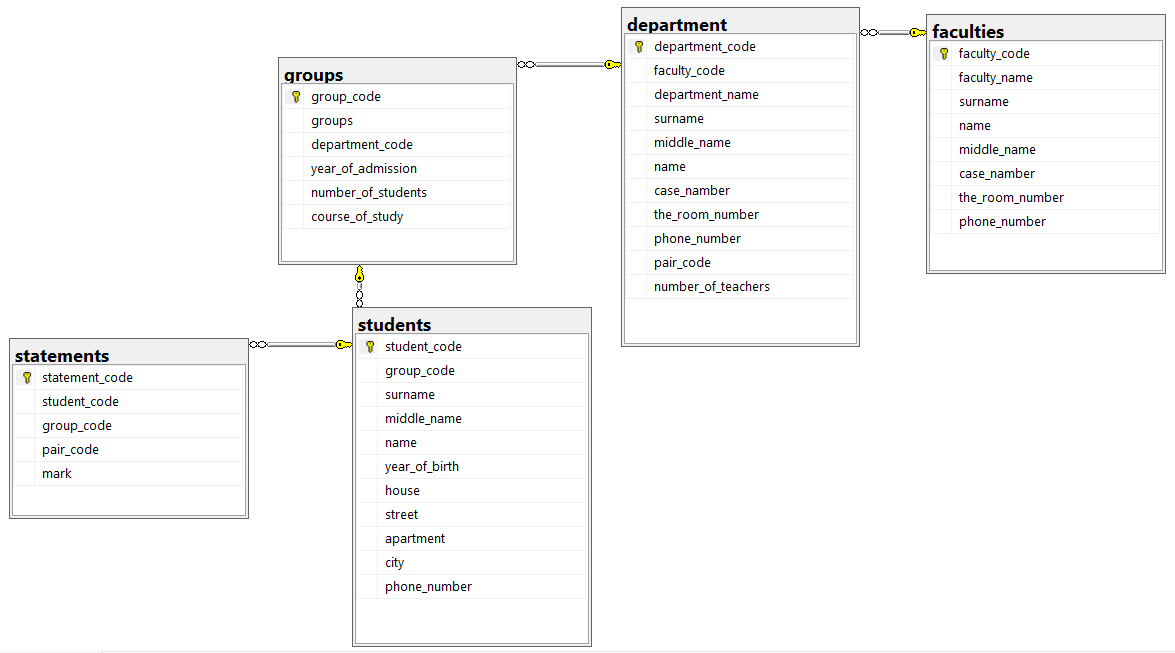 department
department_code
faculty_code
department_name
surname
middle_name
name
case_namber
the_room_number
phone_number
pair_code
number_of_teachers
faculties
faculty_code
faculty_name
surname
name
middle_name
case_namber
the_room_number
phone_number
groups
group_code
groups
department_code
year_of_admission
number_of_students
course_of_study
students
student_code
group_code
surname
middle_name
name
year_of_birth
house
street
apartment
city
phone_number
statements
statement_code
student_code
group_code
pair_code
mark